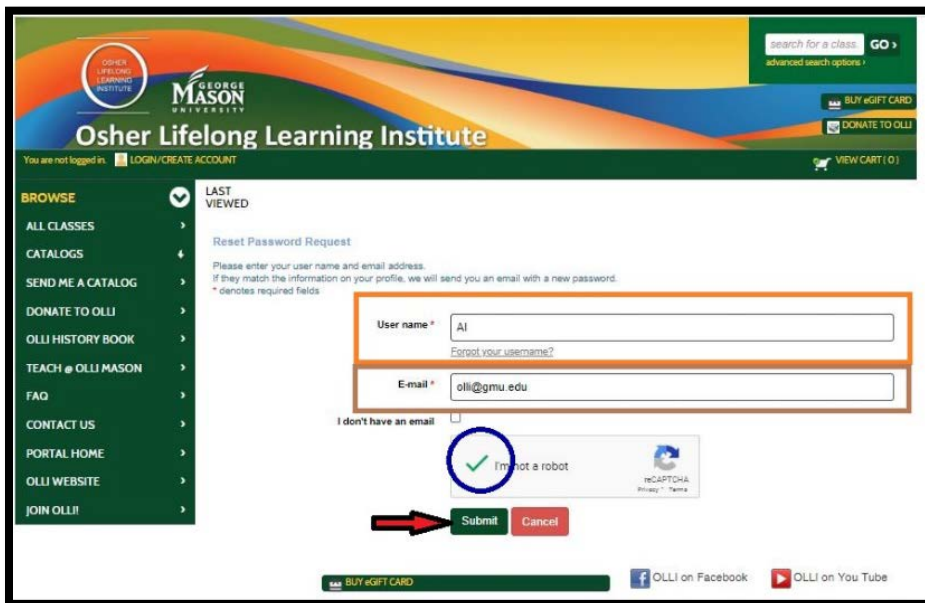 OSHER
LIFELONG
LEARNING
INSTITUTE
GEORGE
MASON
UNIVERSITY
Osher Lifelong Learning Institute
search for a class. GO ›
advanced search options ›
BUY eGIFT CARD
DONATE TO OLLI
You are not logged in. LOGIN/CREATE ACCOUNT
VIEW CART ( 0 )
BROWSE
ALL CLASSES
CATALOGS
SEND ME A CATALOG
DONATE TO OLLI
OLLI HISTORY BOOK
TEACH @ OLLI MASON
FAQ
CONTACT US
PORTAL HOME
OLLI WEBSITE
JOIN OLLI!
LAST
VIEWED
Reset Password Request
Please enter your user name and email address.
If they match the information on your profile, we will send you an email with a new password.
* denotes required fields
User name * Al
Forgot your username?
E-mail * olli@gmu.edu
I don't have an email
I'm not a robot
reCAPTCHA
Privacy - Terms
Submit Cancel
BUY eGIFT CARD
OLLI on Facebook
OLLI on You Tube